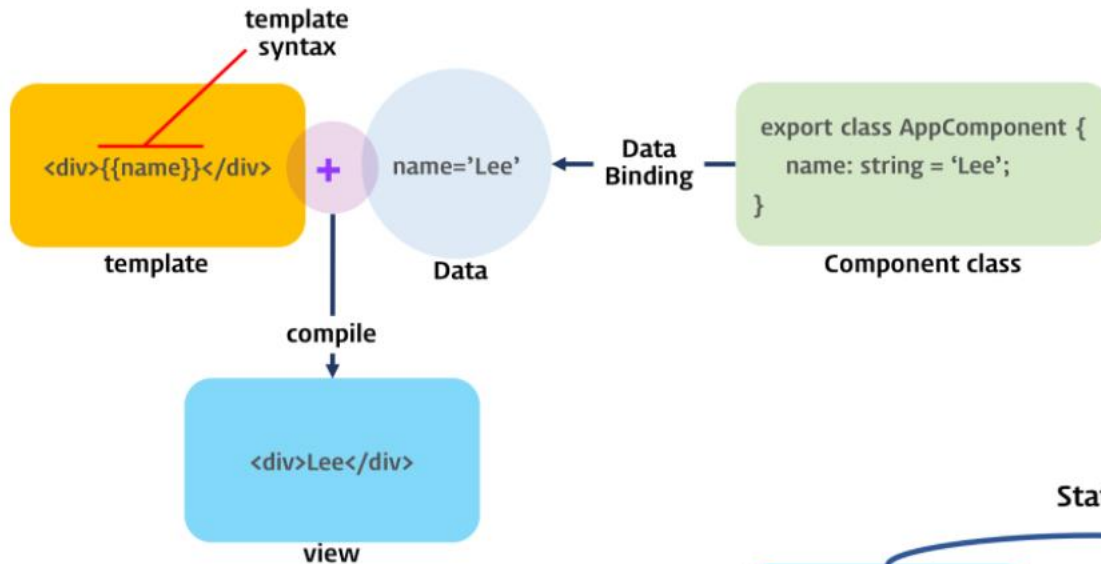 template
syntax
<div>{{name}}</div>
+
name=’Lee’
Data
Binding
export class AppComponent {
name: string = ‘Lee’;
}
template
Data
Component class
compile
<div>Lee</div>
view